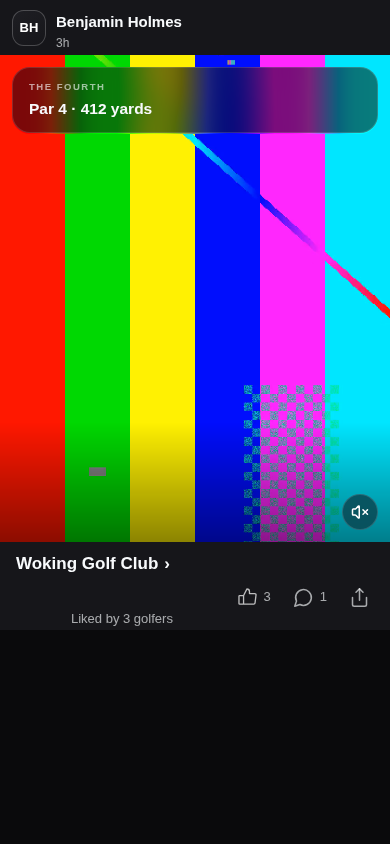 BH
Benjamin Holmes
3h
THE FOURTH
Par 4 · 412 yards
Woking Golf Club ›
3
1
Liked by 3 golfers